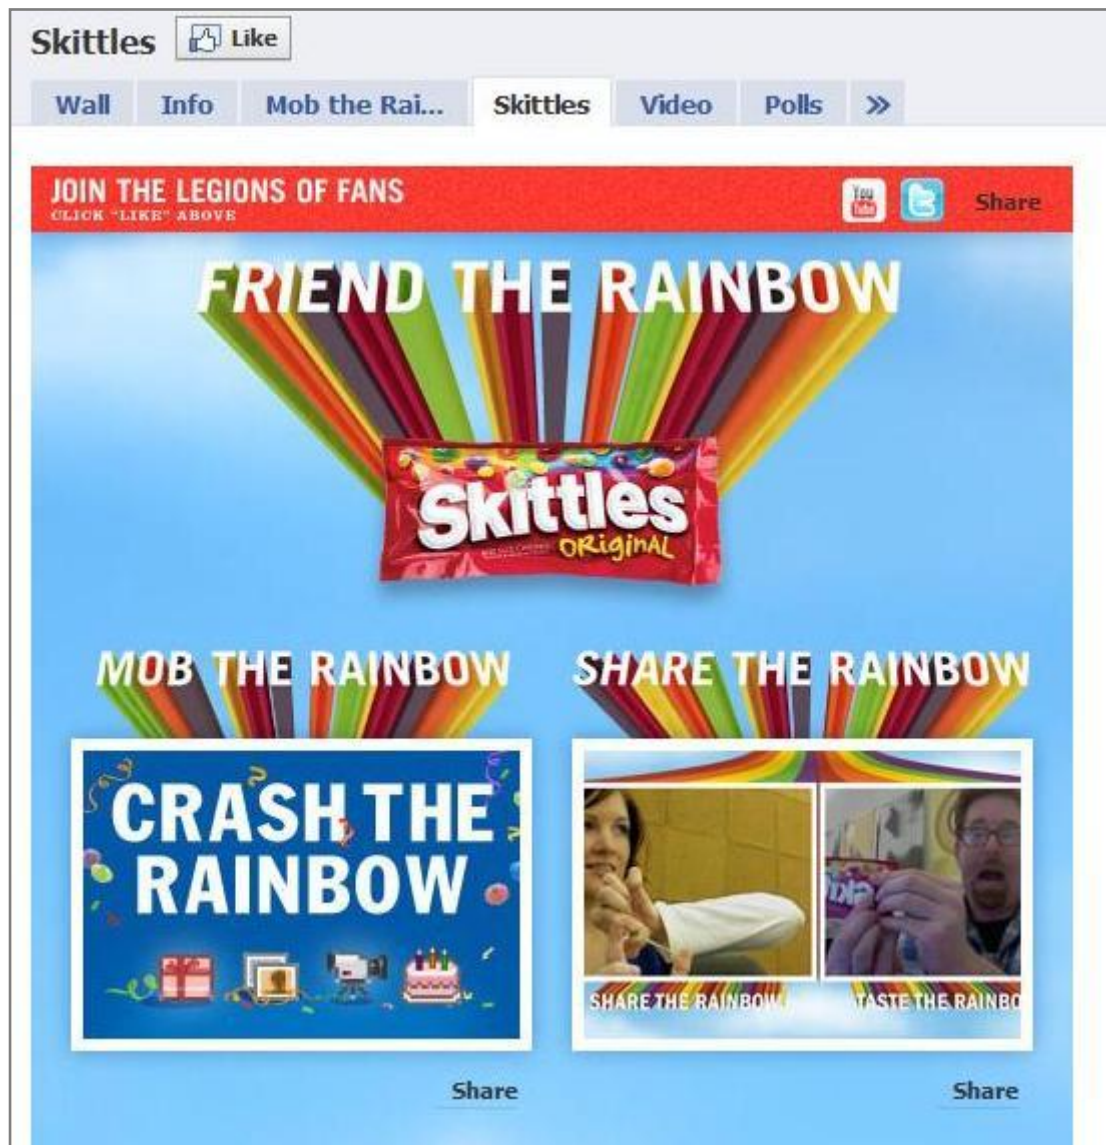 Skittles Like
Wall Info Mob the Rai... Skittles Video Polls »
JOIN THE LEGIONS OF FANS
CLICK "LIKE" ABOVE
You Tube
Share
FRIEND THE RAINBOW
Skittles
ORiginAL
MOB THE RAINBOW
SHARE THE RAINBOW
CRASH THE
RAINBOW
SHARE THE RAINBOW
TASTE THE RAINBO
Share
Share